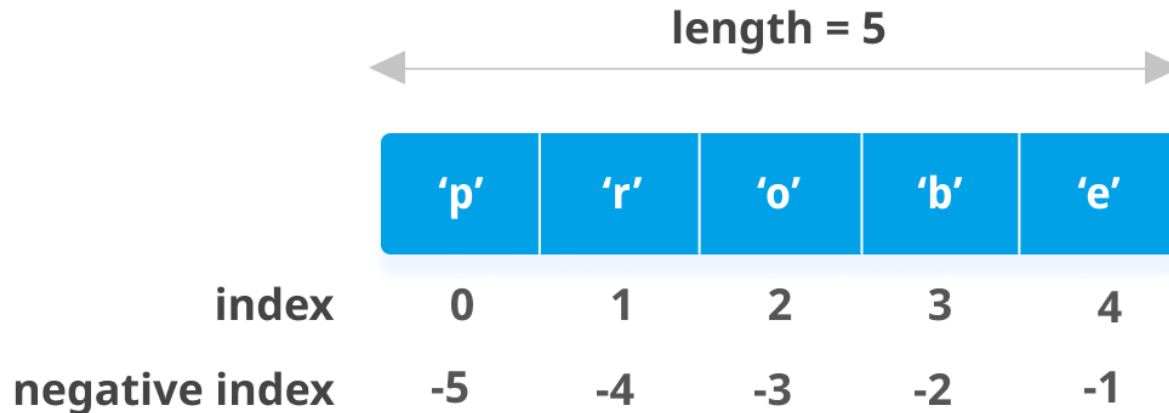 length = 5
‘p’ ‘r’ ‘o’ ‘b’ ‘e’
index 0 1 2 3 4
negative index -5 -4 -3 -2 -1